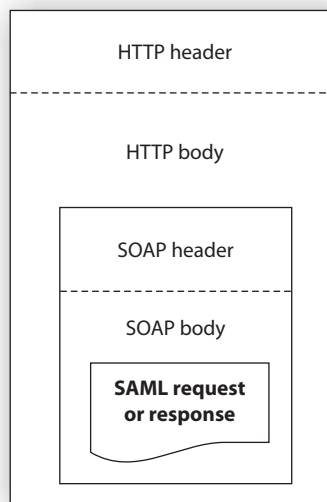 HTTP header
HTTP body
SOAP header
SOAP body
SAML request
or response